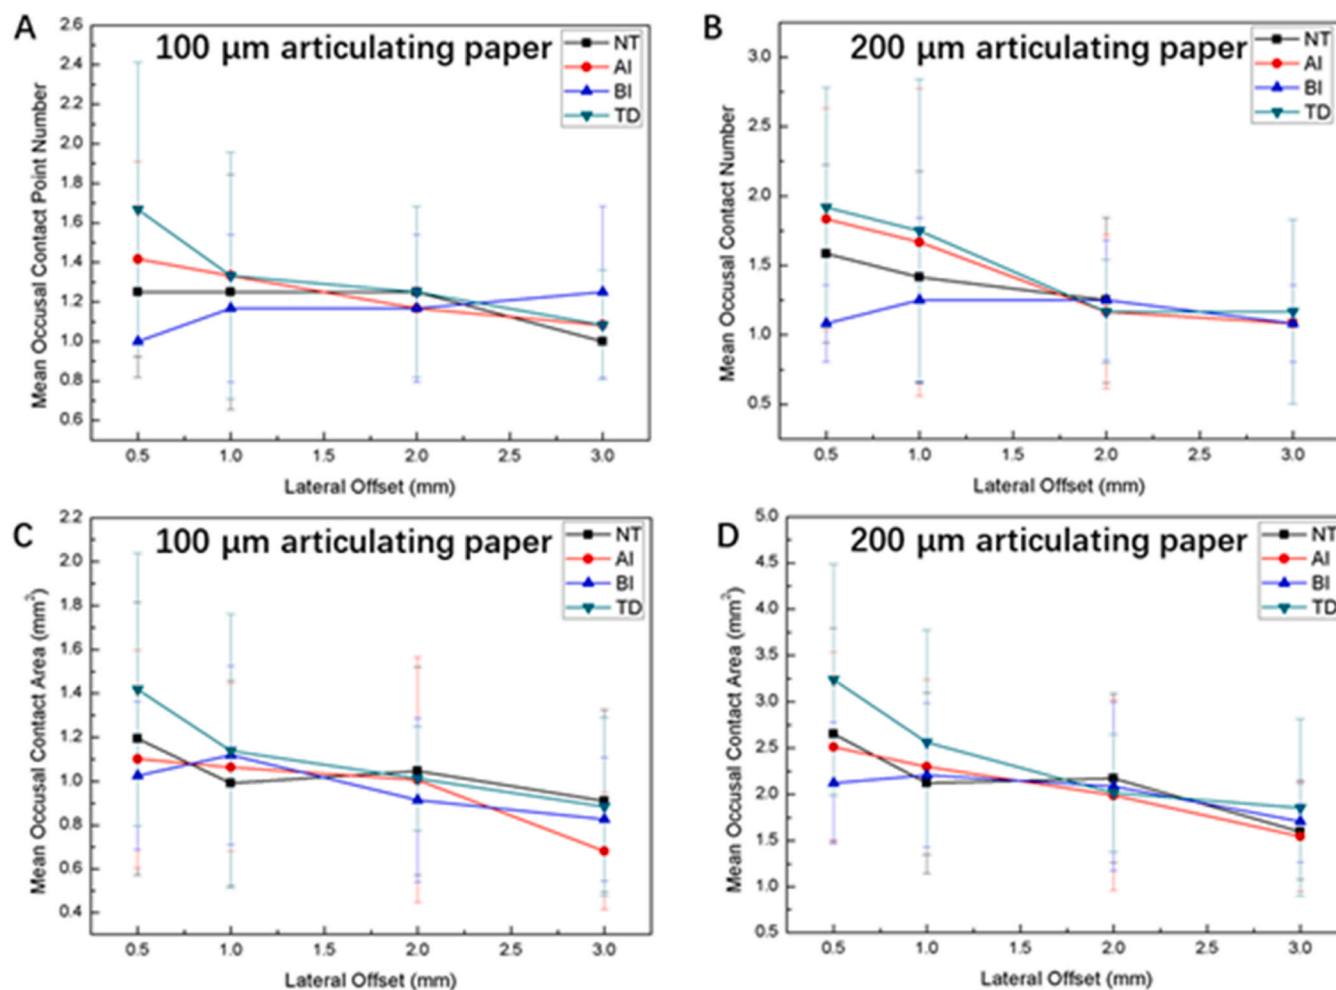 A
100 μm articulating paper
NT
AI
BI
TD
Mean Occusal Contact Point Number
2.6
2.4
2.2
2.0
1.8
1.6
1.4
1.2
1.0
0.8
0.6
0.5
1.0
1.5
2.0
2.5
3.0
Lateral Offset (mm)
B
200 μm articulating paper
NT
AI
BI
TD
Mean Occusal Contact Number
3.0
2.5
2.0
1.5
1.0
0.5
0.5
1.0
1.5
2.0
2.5
3.0
Lateral Offset (mm)
C
100 μm articulating paper
NT
AI
BI
TD
Mean Occusal Contact Area (mm²)
2.2
2.0
1.8
1.6
1.4
1.2
1.0
0.8
0.6
0.4
0.5
1.0
1.5
2.0
2.5
3.0
Lateral Offset (mm)
D
200 μm articulating paper
NT
AI
BI
TD
Mean Occusal Contact Area (mm²)
5.0
4.5
4.0
3.5
3.0
2.5
2.0
1.5
1.0
0.5
0.5
1.0
1.5
2.0
2.5
3.0
Lateral Offset (mm)